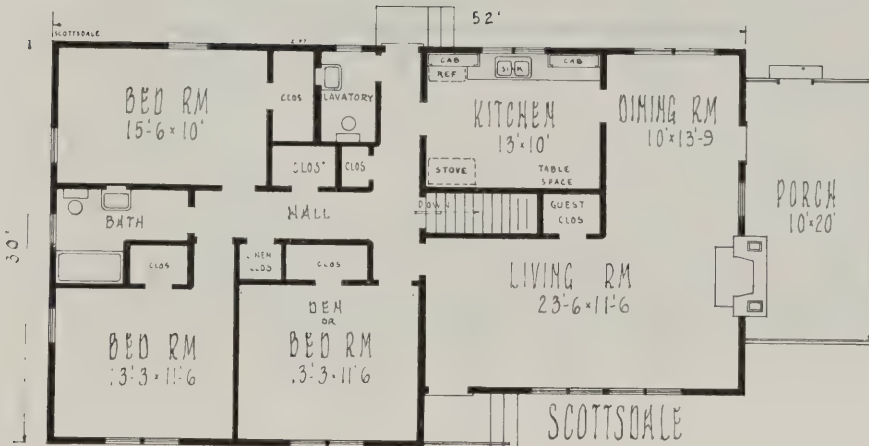 52'
SCOTTSDALE
BED RM
15'-6 × 10'
CLOS
LAVATORY
CLOS
CLOS
CAB
REF
SINK
CAB
KITCHEN
13' × 10'
STOVE
TABLE
SPACE
DINING RM
10' × 13'-9
PORCH
10' × 20'
BATH
HALL
DOWN
GUEST
CLOS
30'
CLOS
LINEN
CLOS
CLOS
LIVING RM
23'-6 × 11'-6
BED RM
13'-3 × 11'-6
DEN
OR
BED RM
13'-3 × 11'-6
SCOTTSDALE